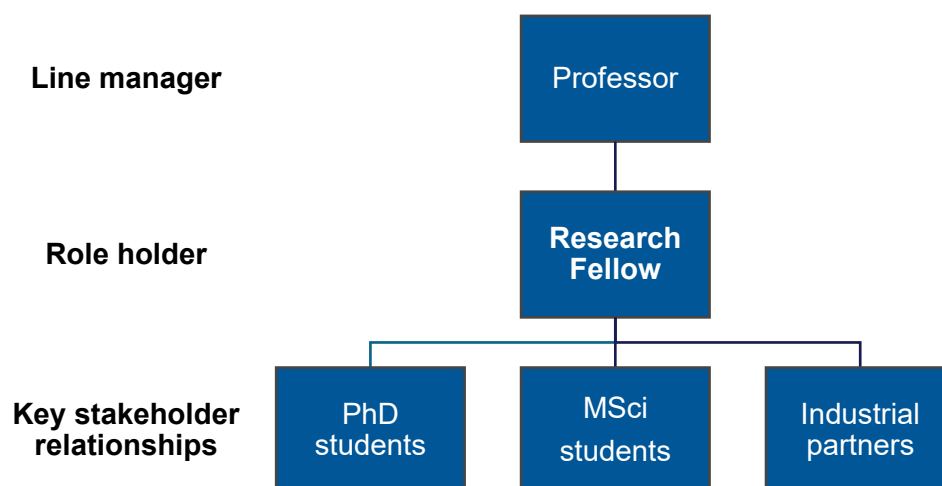 Line manager
Professor
Role holder
Research
Fellow
Key stakeholder
relationships
PhD
students
MSci
students
Industrial
partners